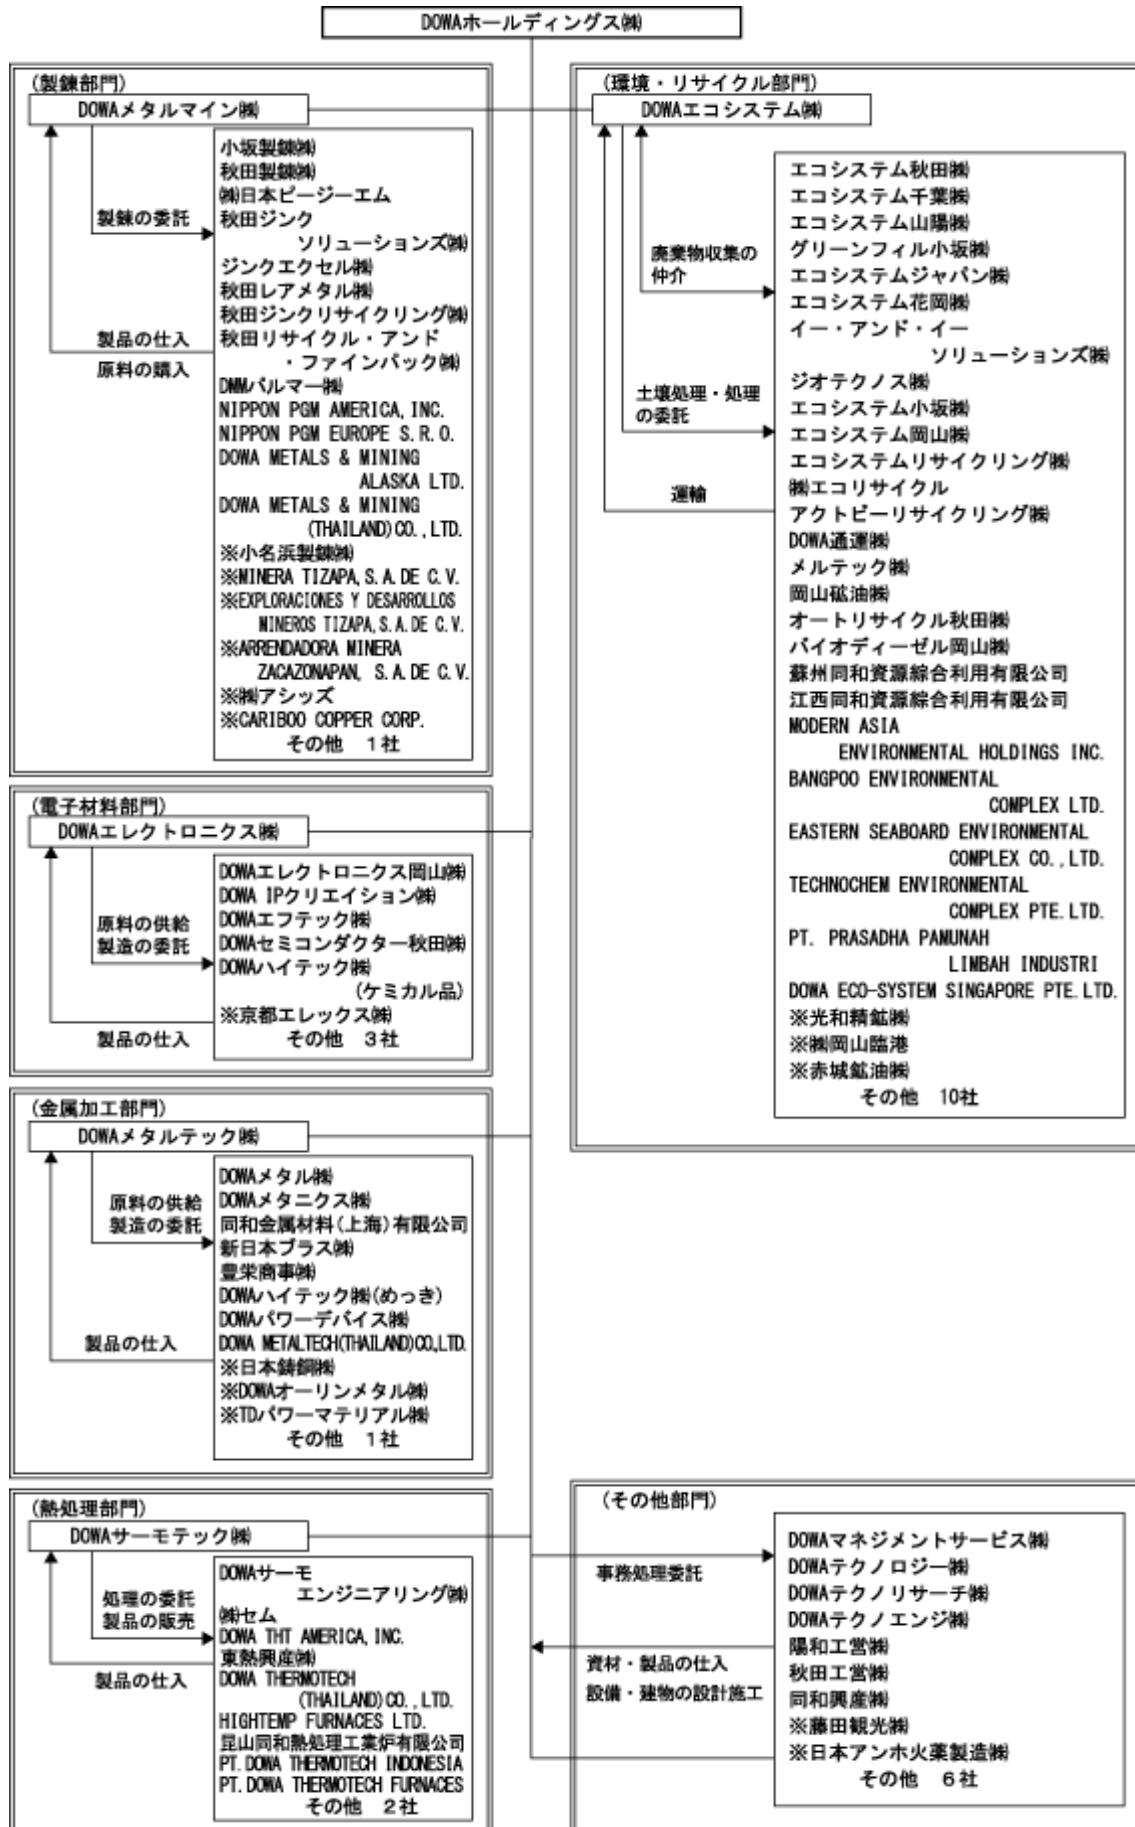 DOWAホールディングス㈱
(製錬部門)
DOWAメタルマイン㈱
製錬の委託
製品の仕入
原料の購入
小坂製錬㈱
秋田製錬㈱
㈱日本ピージーエム
秋田ジンク
ソリューションズ㈱
ジンクエクセル㈱
秋田レアメタル㈱
秋田ジンクリサイクリング㈱
秋田リサイクル・アンド
・ファインパック㈱
DMMパルマー㈱
NIPPON PGM AMERICA, INC.
NIPPON PGM EUROPE S.R.O.
DOWA METALS & MINING
ALASKA LTD.
DOWA METALS & MINING
(THAILAND)CO.,LTD.
※小名浜製錬㈱
※MINERA TIZAPA,S.A.DE C.V.
※EXPLORACIONES Y DESARROLLOS
MINEROS TIZAPA,S.A.DE C.V.
※ARRENDADORA MINERA
ZACAZONAPAN, S.A.DE C.V.
※㈱アシッズ
※CARIBOO COPPER CORP.
その他 1社
(環境・リサイクル部門)
DOWAエコシステム㈱
廃棄物収集の
仲介
土壌処理・処理
の委託
運輸
エコシステム秋田㈱
エコシステム千葉㈱
エコシステム山陽㈱
グリーンフィル小坂㈱
エコシステムジャパン㈱
エコシステム花岡㈱
イー・アンド・イー
ソリューションズ㈱
ジオテクノス㈱
エコシステム小坂㈱
エコシステム岡山㈱
エコシステムリサイクリング㈱
㈱エコリサイクル
アクトビーリサイクリング㈱
DOWA通運㈱
メルテック㈱
岡山砿油㈱
オートリサイクル秋田㈱
バイオディーゼル岡山㈱
蘇州同和資源綜合利用有限公司
江西同和資源綜合利用有限公司
MODERN ASIA
ENVIRONMENTAL HOLDINGS INC.
BANGPOO ENVIRONMENTAL
COMPLEX LTD.
EASTERN SEABOARD ENVIRONMENTAL
COMPLEX CO.,LTD.
TECHNOCHEM ENVIRONMENTAL
COMPLEX PTE.LTD.
PT. PRASADHA PAMUNAH
LIMBAH INDUSTRI
DOWA ECO-SYSTEM SINGAPORE PTE.LTD.
※光和精鉱㈱
※㈱岡山臨港
※赤城鉱油㈱
その他 10社
(電子材料部門)
DOWAエレクトロニクス㈱
原料の供給
製造の委託
製品の仕入
DOWAエレクトロニクス岡山㈱
DOWA IPクリエイション㈱
DOWAエフテック㈱
DOWAセミコンダクター秋田㈱
DOWAハイテック㈱
(ケミカル品)
※京都エレックス㈱
その他 3社
(金属加工部門)
DOWAメタルテック㈱
原料の供給
製造の委託
製品の仕入
DOWAメタル㈱
DOWAメタニクス㈱
同和金属材料(上海)有限公司
新日本ブラス㈱
豊栄商事㈱
DOWAハイテック㈱(めっき)
DOWAパワーデバイス㈱
DOWA METALTECH(THAILAND)CO.,LTD.
※日本鋳銅㈱
※DOWAオーリンメタル㈱
※TDパワーマテリアル㈱
その他 1社
(熱処理部門)
DOWAサーモテック㈱
処理の委託
製品の販売
製品の仕入
DOWAサーモ
エンジニアリング㈱
㈱セム
DOWA THT AMERICA, INC.
東熱興産㈱
DOWA THERMOTECH
(THAILAND)CO.,LTD.
HIGHTEMP FURNACES LTD.
昆山同和熱処理工業炉有限公司
PT.DOWA THERMOTECH INDONESIA
PT.DOWA THERMOTECH FURNACES
その他 2社
(その他部門)
事務処理委託
資材・製品の仕入
設備・建物の設計施工
DOWAマネジメントサービス㈱
DOWAテクノロジー㈱
DOWAテクノリサーチ㈱
DOWAテクノエンジ㈱
陽和工営㈱
秋田工営㈱
同和興産㈱
※藤田観光㈱
※日本アンホ火薬製造㈱
その他 6社